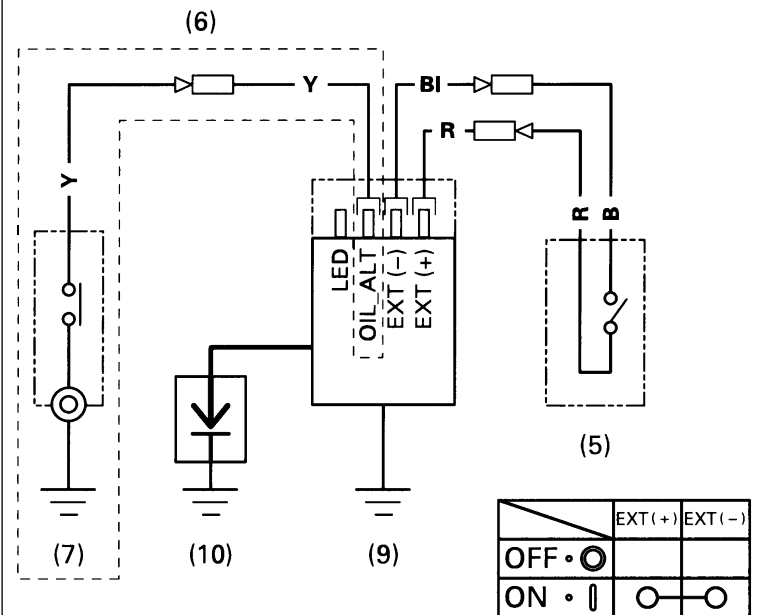 (6)
Y
Bl
R
Y
R
B
LED
OIL_ALT
EXT (–)
EXT (+)
(5)
(7)
(10)
(9)
EXT(+) EXT(–)
OFF
ON